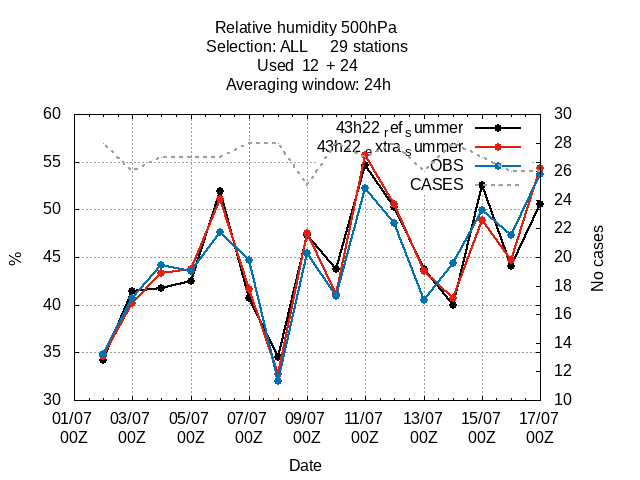 Relative humidity 500hPa
Selection: ALL 29 stations
Used 12 + 24
Averaging window: 24h
60 30
43h22_ref_summer
28
43h22_extra_summer
55 OBS
26
CASES
24
50
22
45 20
%
No cases
18
40
16
14
35
12
30 10
01/07 03/07 05/07 07/07 09/07 11/07 13/07 15/07 17/07
00Z 00Z 00Z 00Z 00Z 00Z 00Z 00Z 00Z
Date